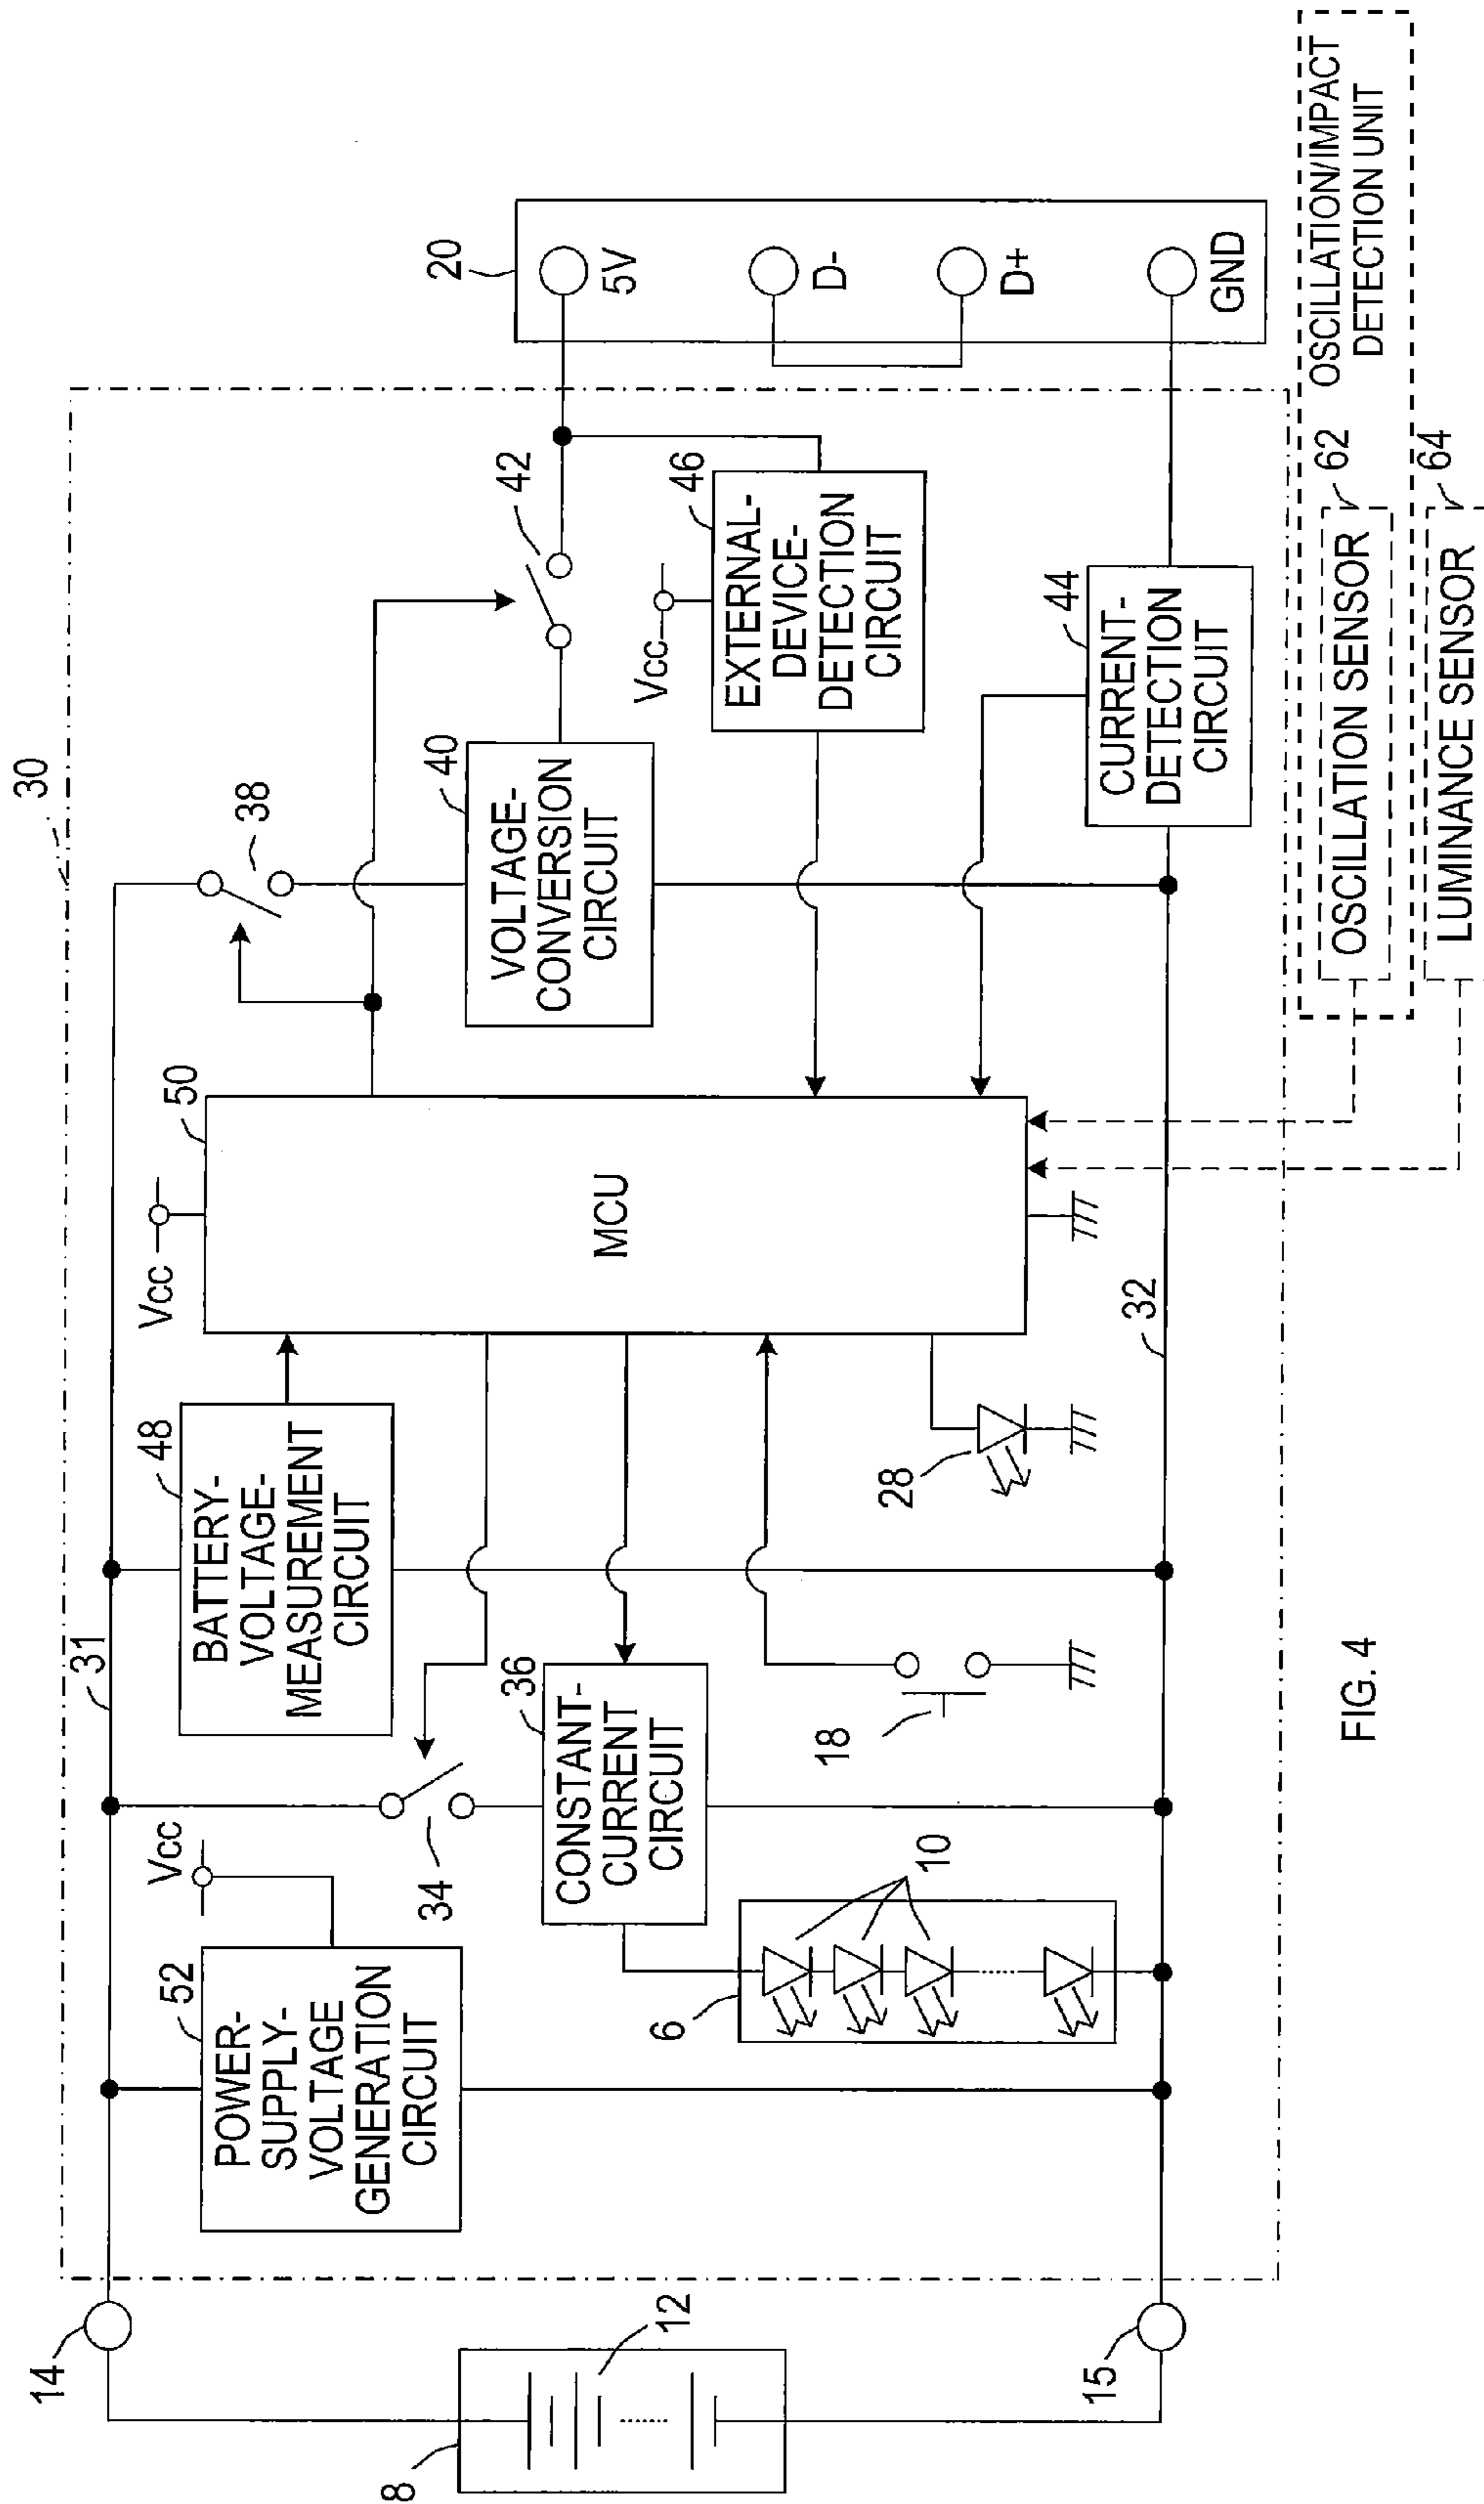 30
14
31
52
POWER-
SUPPLY-
VOLTAGE
GENERATION
CIRCUIT
Vcc
48
BATTERY-
VOLTAGE-
MEASUREMENT
CIRCUIT
Vcc
50
MCU
38
40
VOLTAGE-
CONVERSION
CIRCUIT
42
20
5V
D-
D+
GND
Vcc
46
EXTERNAL-
DEVICE-
DETECTION
CIRCUIT
34
36
CONSTANT-
CURRENT
CIRCUIT
8
12
6
10
18
28
44
CURRENT-
DETECTION
CIRCUIT
15
32
62
OSCILLATION SENSOR
OSCILLATION/IMPACT
DETECTION UNIT
64
LUMINANCE SENSOR
FIG. 4